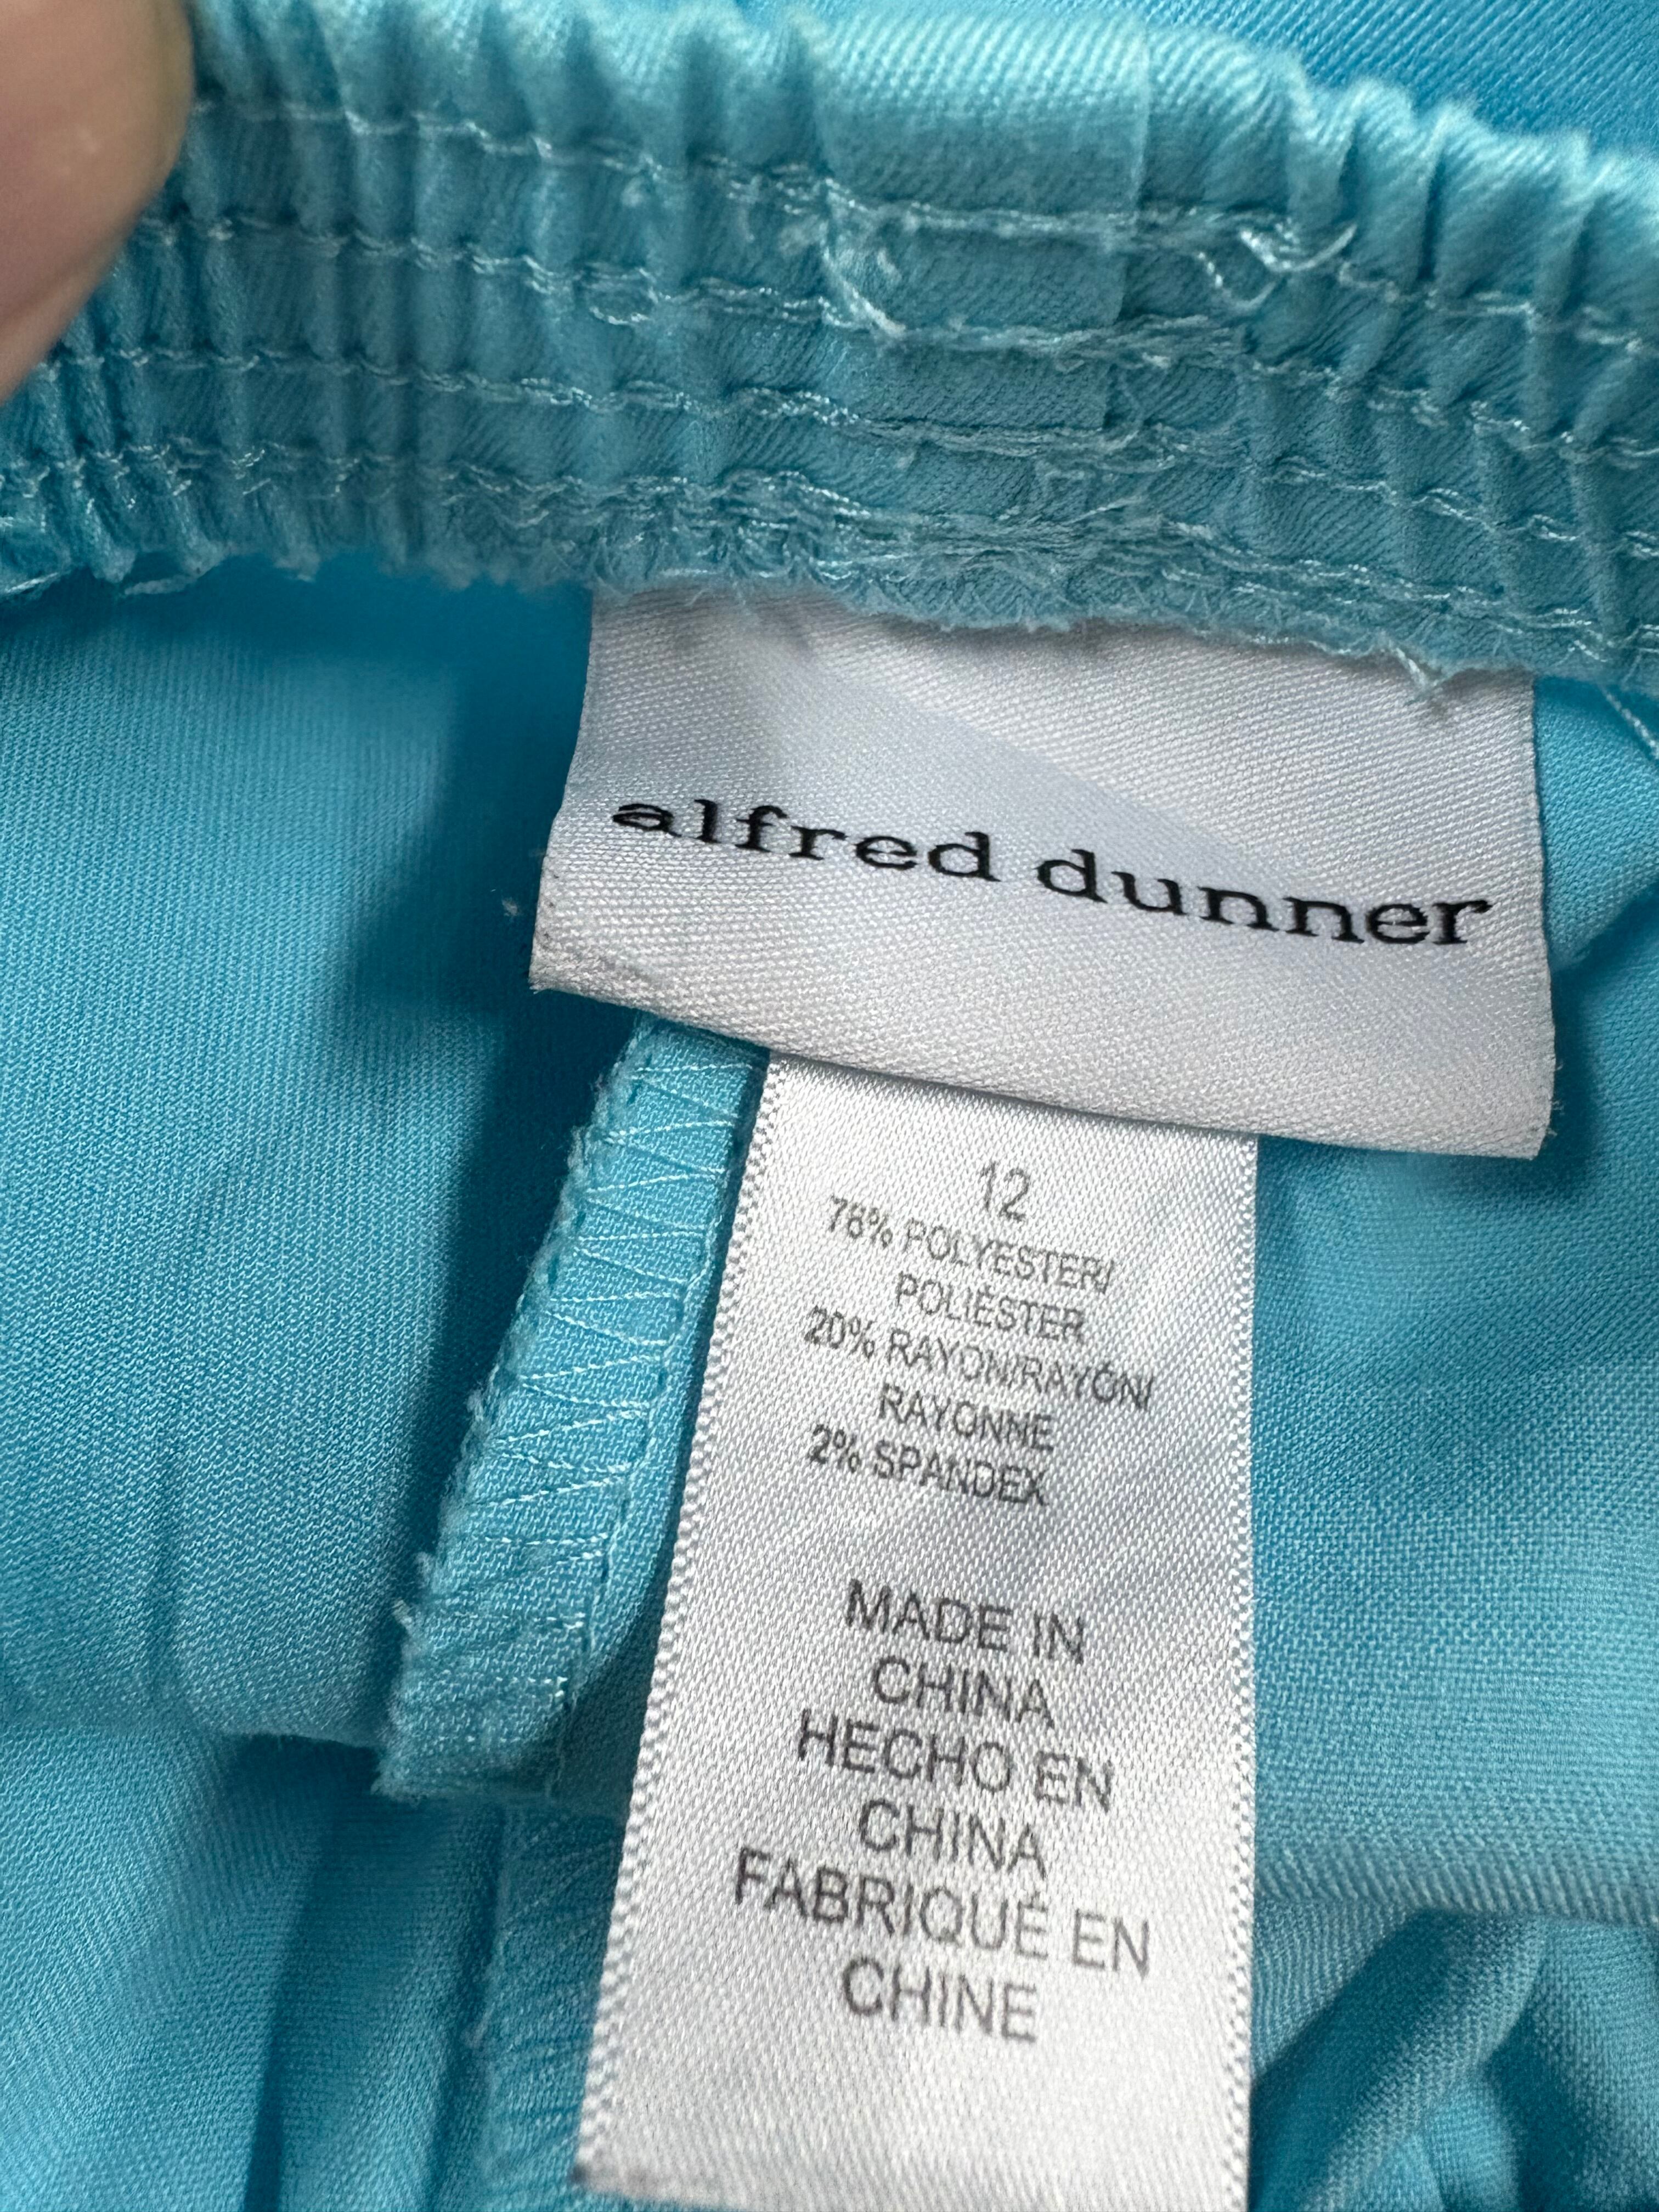 alfred dunner
12
78% POLYESTER/
POLIÉSTER
20% RAYON/RAYÓN/
RAYONNE
2% SPANDEX
MADE IN
CHINA
HECHO EN
CHINA
FABRIQUÉ EN
CHINE